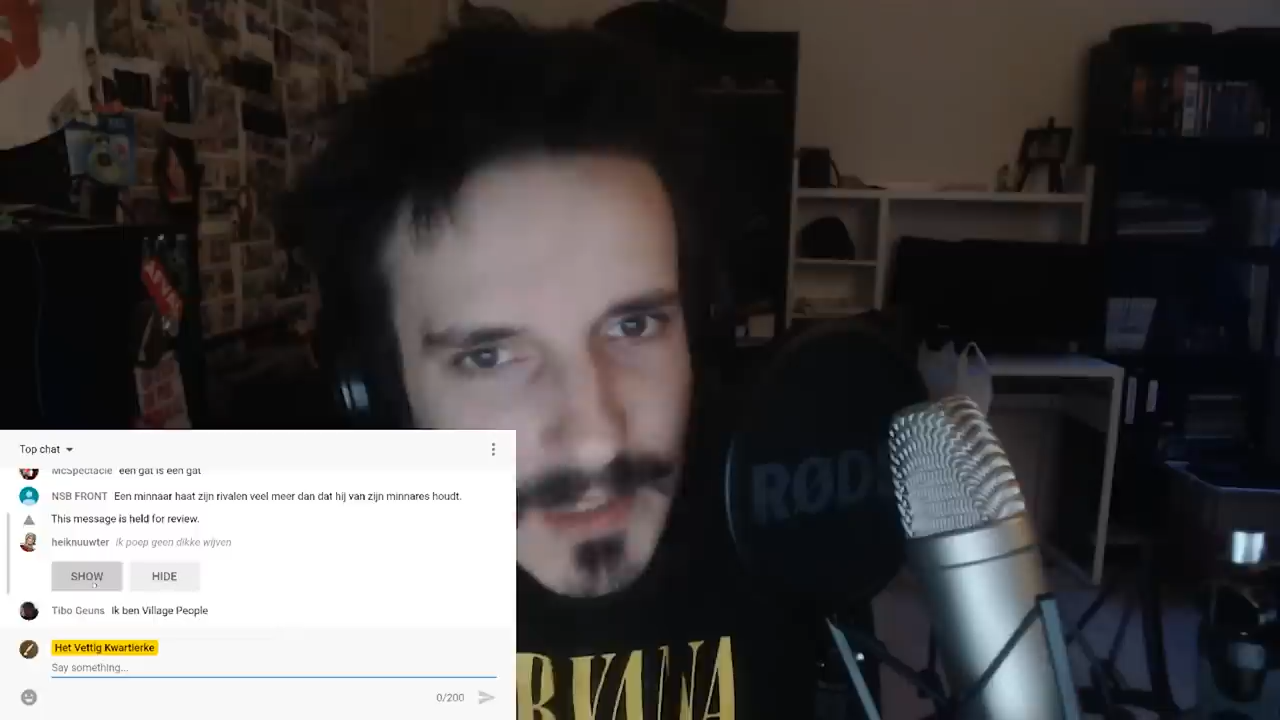 RØD
NIRVANA
Top chat
McSpectacle een gat is een gat
NSB FRONT Een minnaar haat zijn rivalen veel meer dan dat hij van zijn minnares houdt.
This message is held for review.
heiknuuwter Ik poep geen dikke wijven
SHOW HIDE
Tibo Geuns Ik ben Village People
Het Vettig Kwartierke
Say something...
0/200